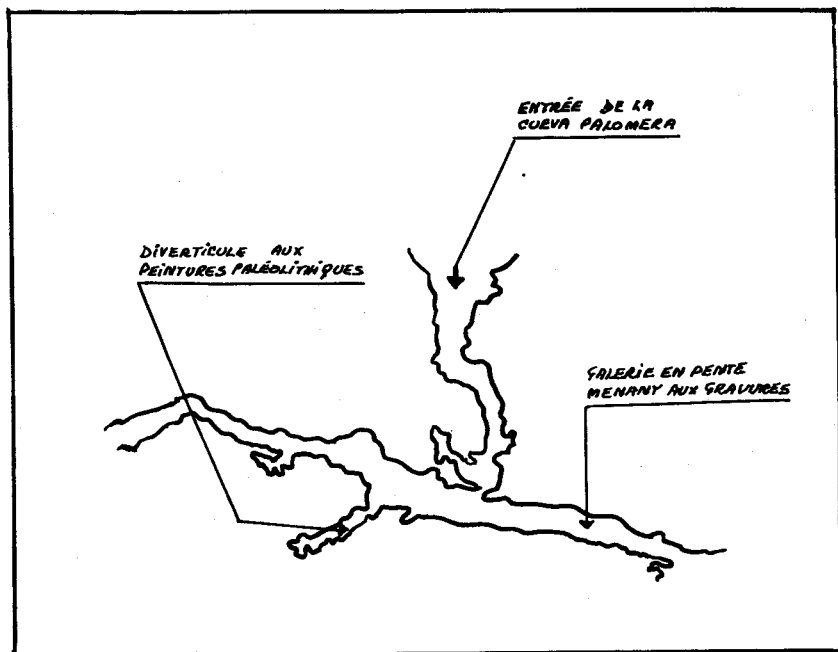 ENTRÉE DE LA
CUEVA PALOMERA
DIVERTICULE AUX
PEINTURES PALÉOLITHIQUES
GALERIE EN PENTE
MENANT AUX GRAVURES